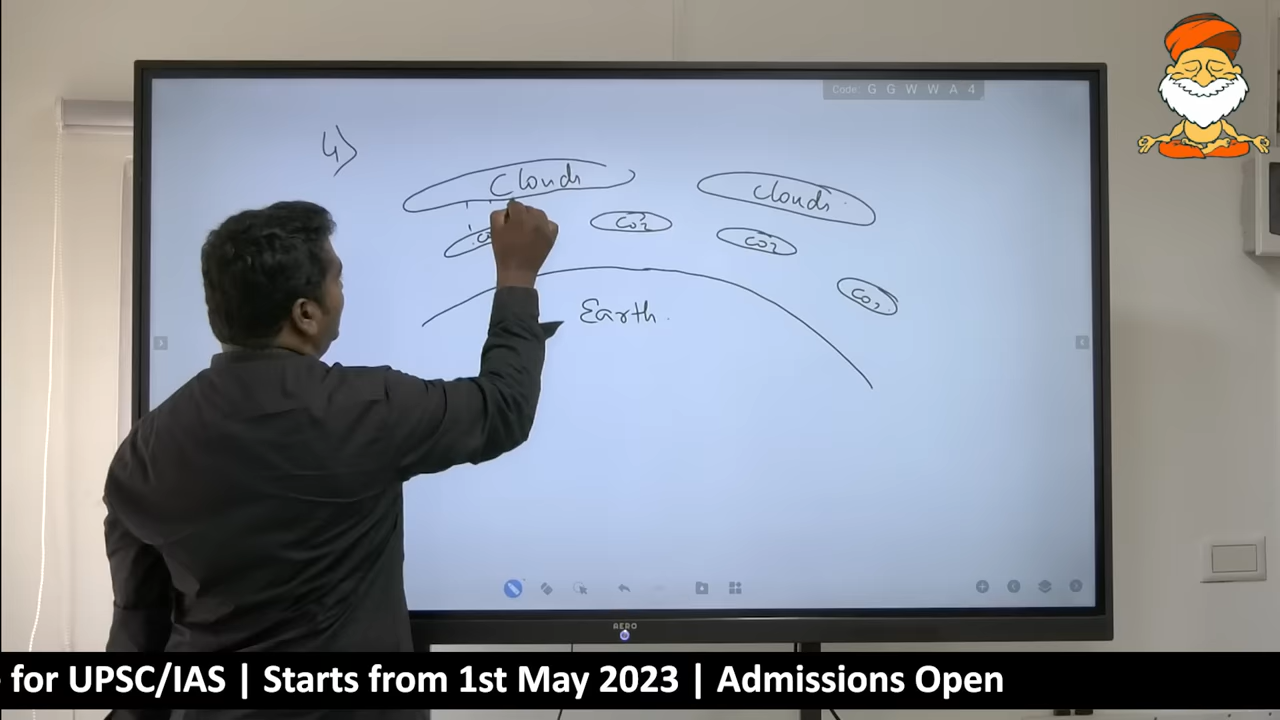 Code: G G W W A 4
4)
Clouds
Clouds
CO2
CO2
CO2
Earth.
AERO
for UPSC/IAS | Starts from 1st May 2023 | Admissions Open